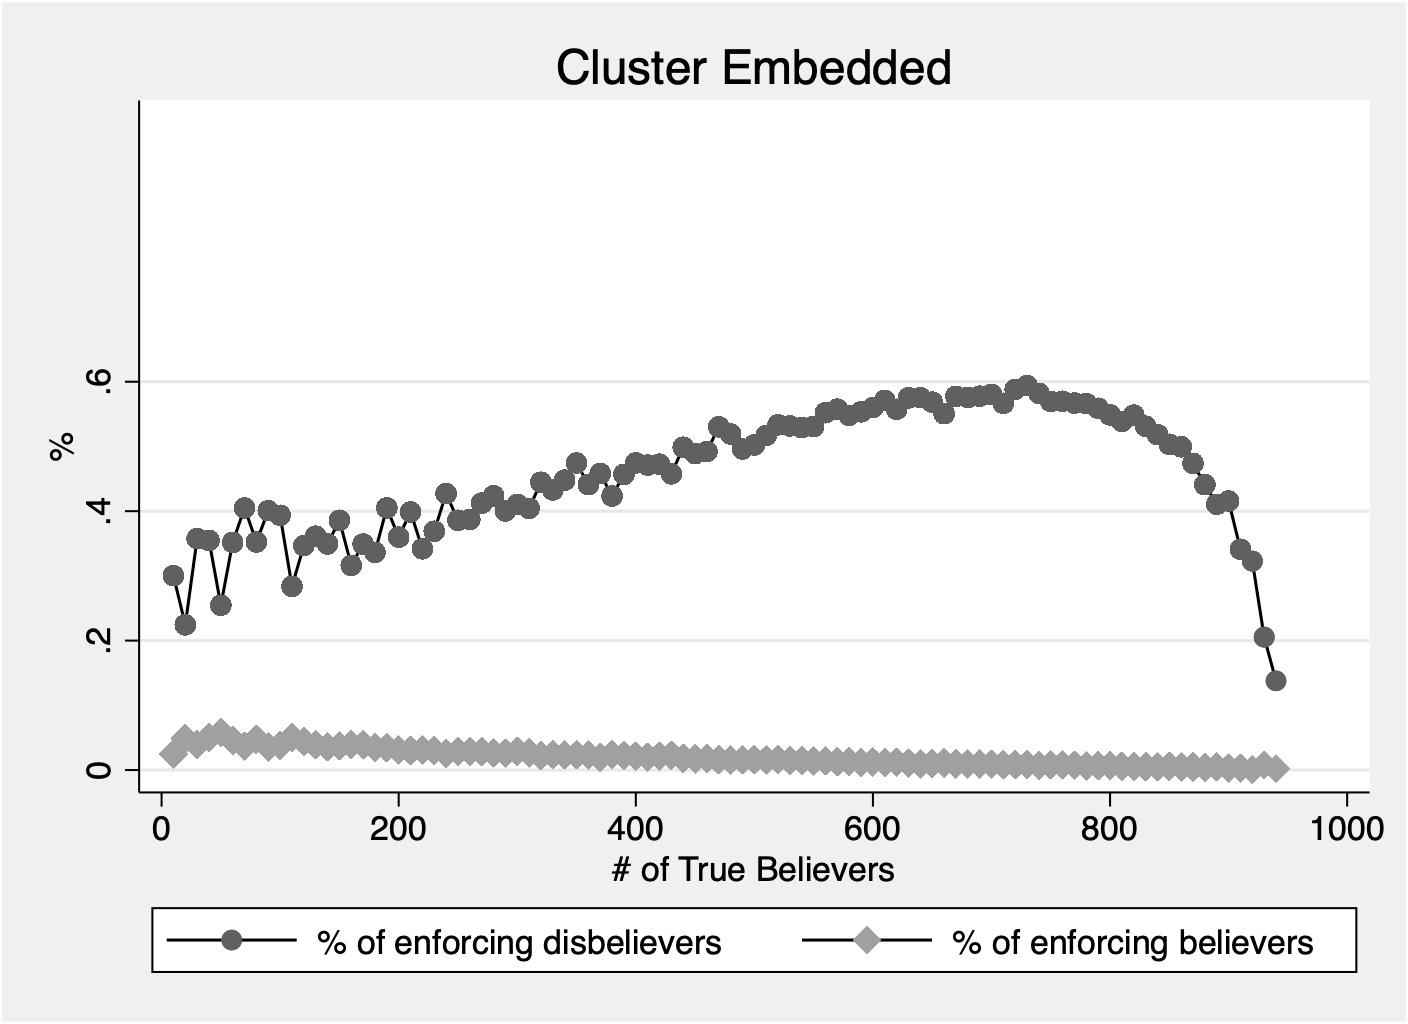 Cluster Embedded
%
.6
.4
.2
0
0 200 400 600 800 1000
# of True Believers
% of enforcing disbelievers % of enforcing believers